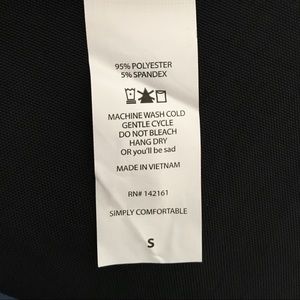 95% POLYESTER
5% SPANDEX
MACHINE WASH COLD
GENTLE CYCLE
DO NOT BLEACH
HANG DRY
OR you'll be sad
MADE IN VIETNAM
RN# 142161
SIMPLY COMFORTABLE
S